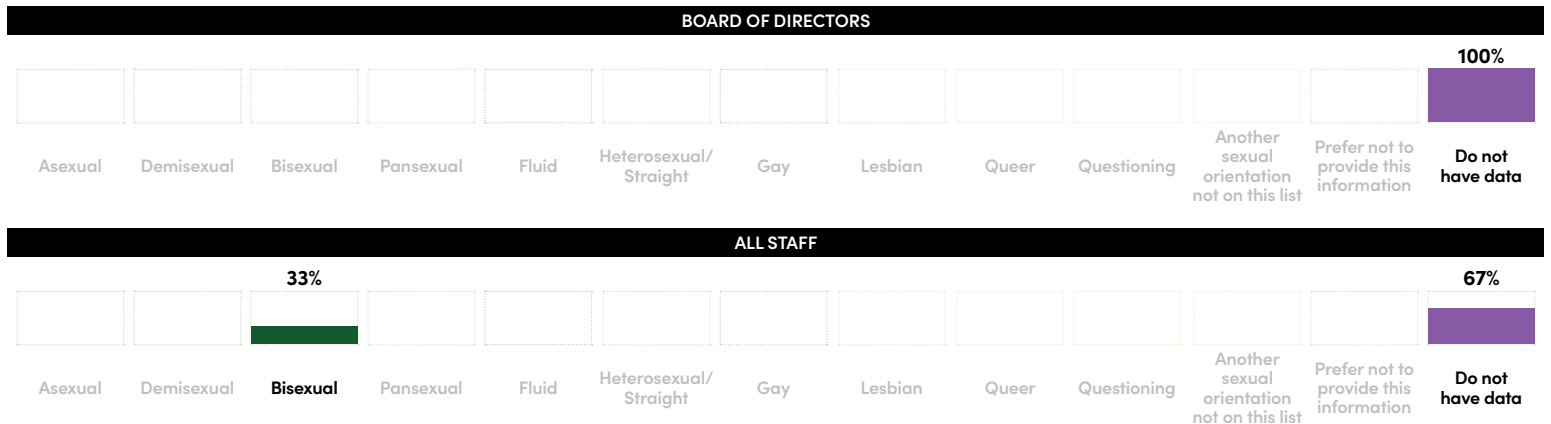 BOARD OF DIRECTORS
100%
Asexual
Demisexual
Bisexual
Pansexual
Fluid
Heterosexual/
Straight
Gay
Lesbian
Queer
Questioning
Another
sexual
orientation
not on this list
Prefer not to
provide this
information
Do not
have data
ALL STAFF
33%
67%
Asexual
Demisexual
Bisexual
Pansexual
Fluid
Heterosexual/
Straight
Gay
Lesbian
Queer
Questioning
Another
sexual
orientation
not on this list
Prefer not to
provide this
information
Do not
have data